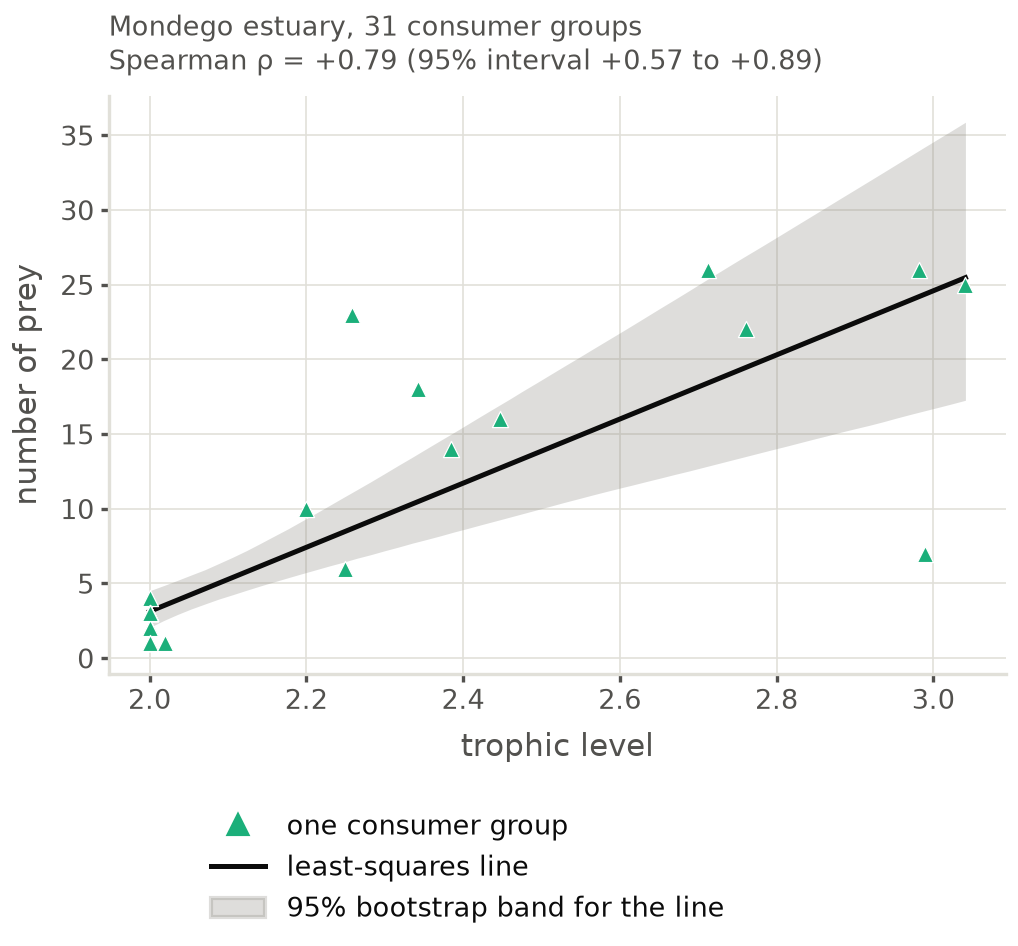 Mondego estuary, 31 consumer groups
Spearman ρ = +0.79 (95% interval +0.57 to +0.89)
35
30
25
20
15
10
5
0
number of prey
2.0 2.2 2.4 2.6 2.8 3.0
trophic level
one consumer group
least-squares line
95% bootstrap band for the line